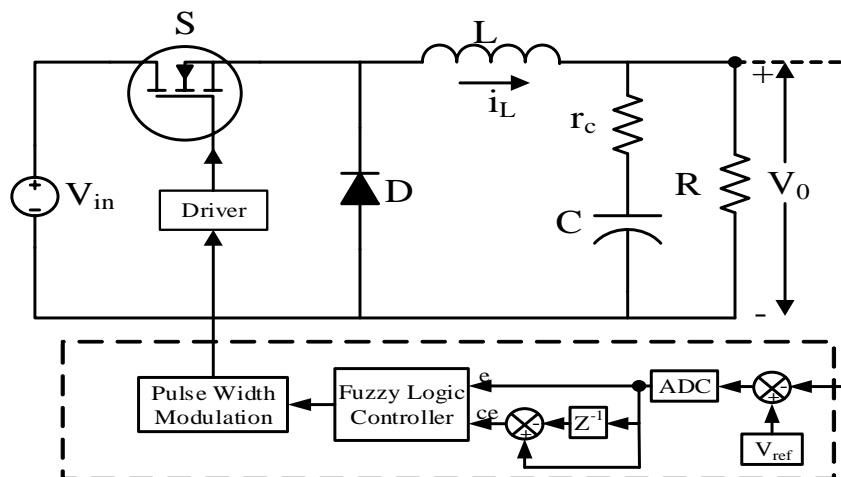 S
L
+
i_L
r_c
V_in
Driver
D
R
V_0
C
-
Pulse Width
Modulation
Fuzzy Logic
Controller
e
ce
+
-
Z^-1
ADC
-
+
V_ref
+
-